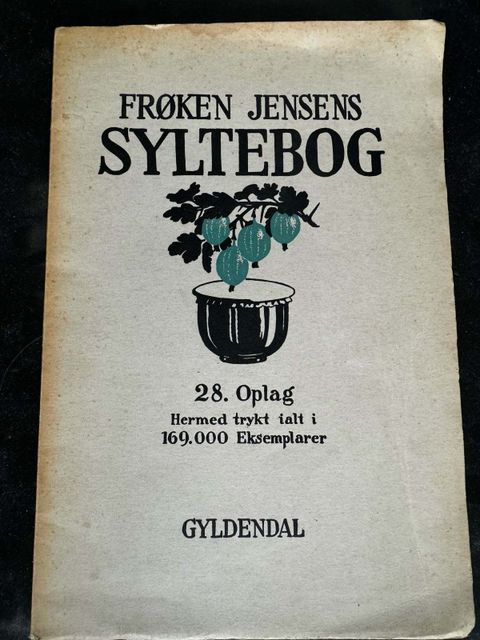 FRØKEN JENSENS
SYLTEBOG
28. Oplag
Hermed trykt ialt i
169.000 Eksemplarer
GYLDENDAL